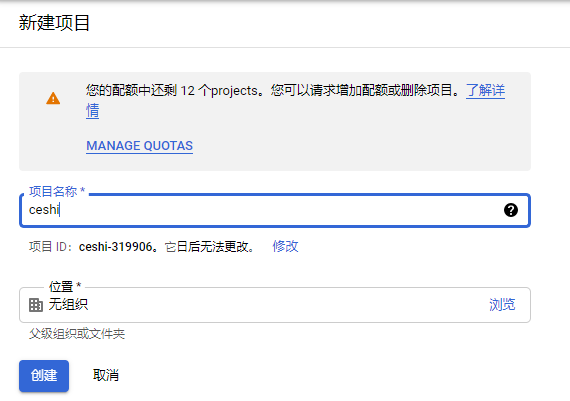 新建项目
您的配额中还剩 12 个projects。您可以请求增加配额或删除项目。了解详
情
MANAGE QUOTAS
项目名称 *
ceshi
项目 ID：ceshi-319906。它日后无法更改。 修改
位置 *
无组织 浏览
父级组织或文件夹
创建 取消